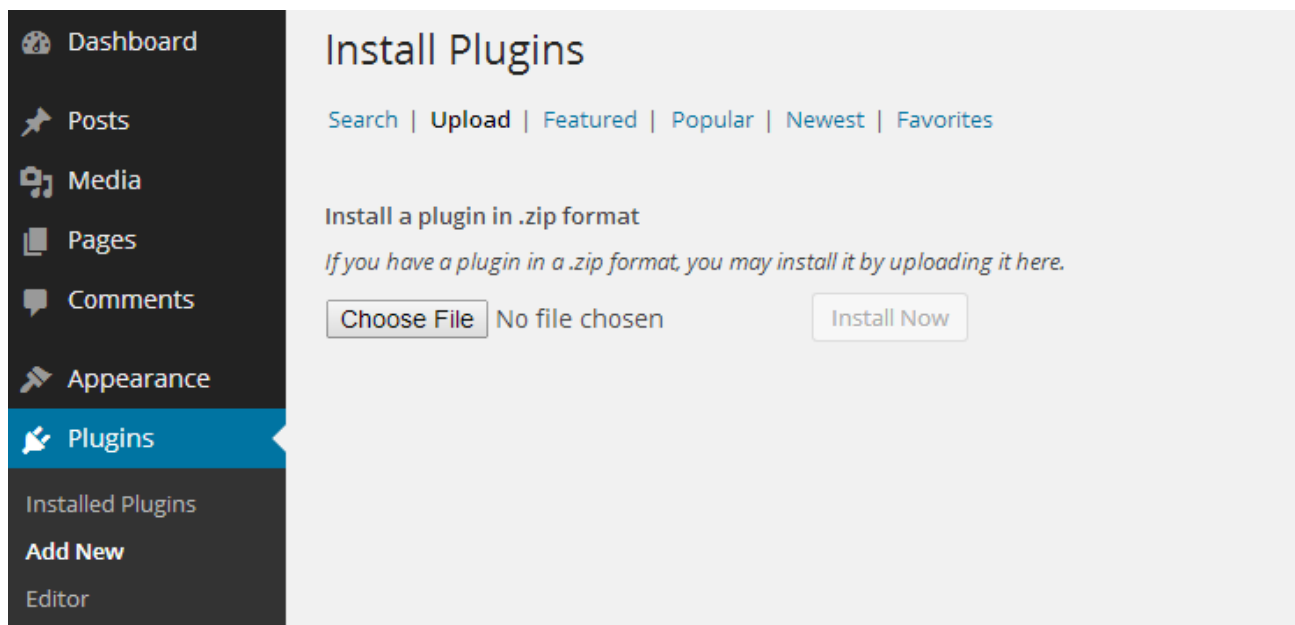 Dashboard
Posts
Media
Pages
Comments
Appearance
Plugins
Installed Plugins
Add New
Editor
Install Plugins
Search | Upload | Featured | Popular | Newest | Favorites
Install a plugin in .zip format
If you have a plugin in a .zip format, you may install it by uploading it here.
Choose File No file chosen Install Now